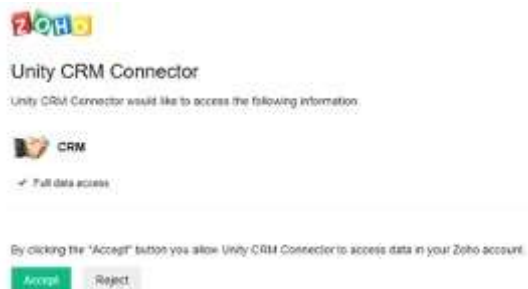 ZOHO
Unity CRM Connector
Unity CRM Connector would like to access the following information
CRM
Full data access
By clicking the "Accept" button you allow Unity CRM Connector to access data in your Zoho account.
Accept Reject